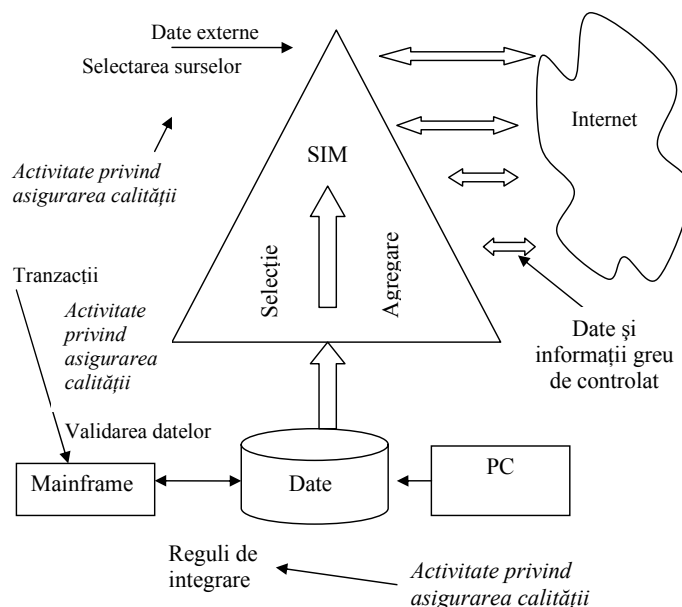 Date externe
Selectarea surselor
Internet
SIM
Activitate privind
asigurarea calității
Selecție
Agregare
Tranzacții
Activitate
privind
asigurarea
calității
Date şi
informații greu
de controlat
Validarea datelor
Mainframe
Date
PC
Reguli de
integrare
Activitate privind
asigurarea calității